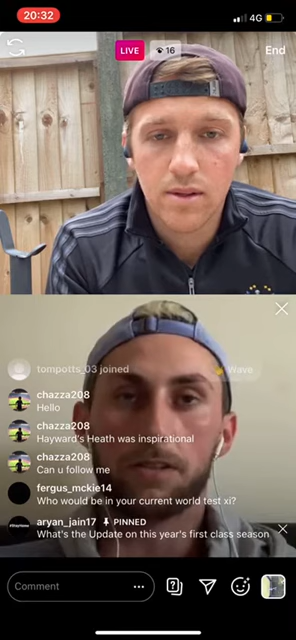 20:32
4G
LIVE
16
End
tompotts_03 joined
Wave
chazza208
Hello
chazza208
Hayward's Heath was inspirational
chazza208
Can u follow me
fergus_mckie14
Who would be in your current world test xi?
aryan_jain17 PINNED
What's the Update on this year's first class season
Comment